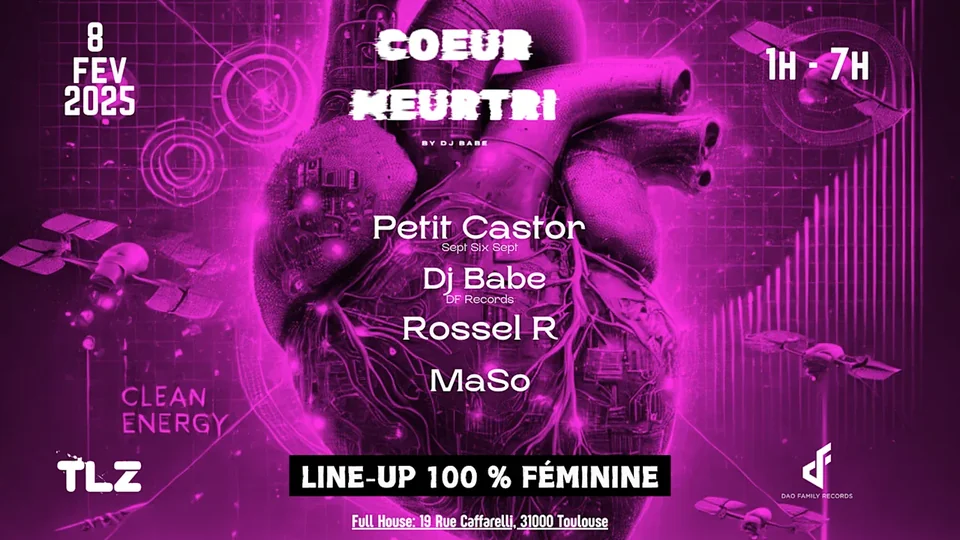 8
FEV
2025
COEUR
MEURTRI
BY DJ BABE
1H - 7H
Petit Castor
Sept Six Sept
Dj Babe
DF Records
Rossel R
MaSo
CLEAN
ENERGY
TLZ
LINE-UP 100 % FÉMININE
DAO FAMILY RECORDS
Full House: 19 Rue Caffarelli, 31000 Toulouse